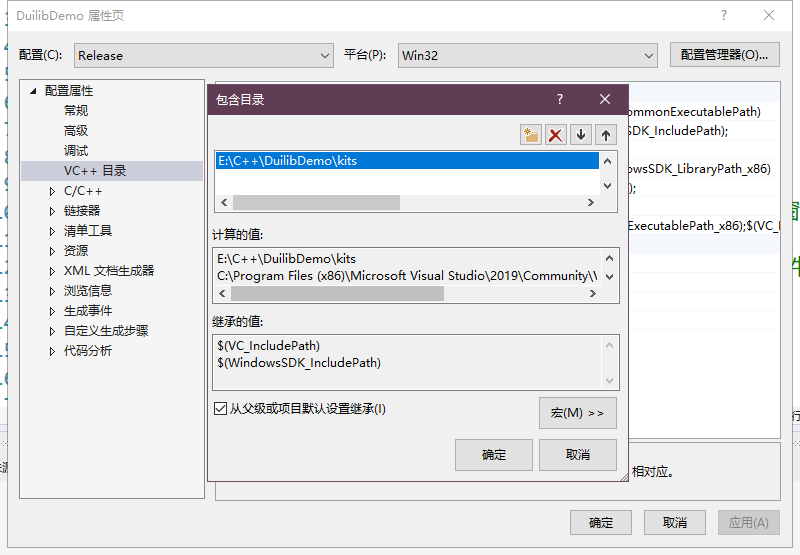 DuilibDemo 属性页
配置(C):
Release
平台(P):
Win32
配置管理器(O)...
配置属性
常规
高级
调试
VC++ 目录
C/C++
链接器
清单工具
资源
XML 文档生成器
浏览信息
生成事件
自定义生成步骤
代码分析
ommonExecutablePath)
SDK_IncludePath);
owsSDK_LibraryPath_x86)
);
ExecutablePath_x86);$(VC_I
相对应。
包含目录
E:\C++\DuilibDemo\kits
计算的值:
E:\C++\DuilibDemo\kits
C:\Program Files (x86)\Microsoft Visual Studio\2019\Community\
继承的值:
$(VC_IncludePath)
$(WindowsSDK_IncludePath)
从父级或项目默认设置继承(I)
宏(M) >>
确定
取消
确定
取消
应用(A)